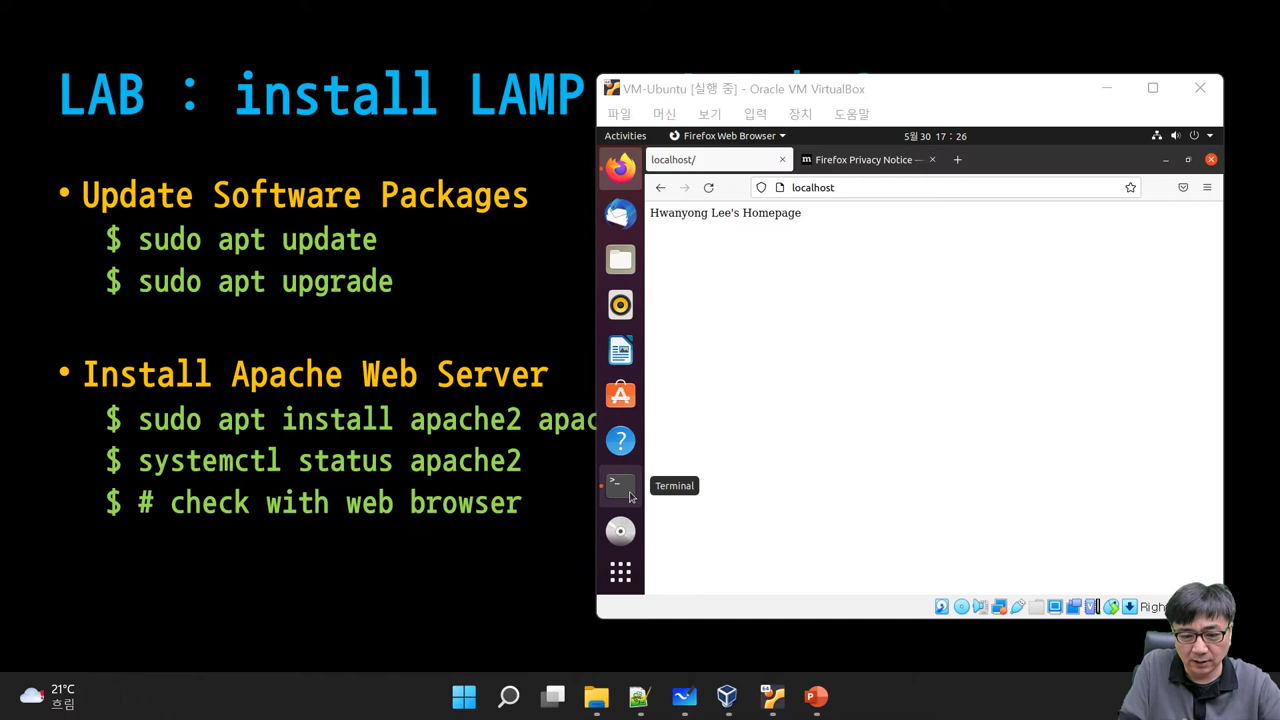 LAB : install LAMP
• Update Software Packages
$ sudo apt update
$ sudo apt upgrade
• Install Apache Web Server
$ sudo apt install apache2 apac
$ systemctl status apache2
$ # check with web browser
VM-Ubuntu [실행 중] - Oracle VM VirtualBox
파일 머신 보기 입력 장치 도움말
Activities Firefox Web Browser 5월 30 17 : 26
localhost/ Firefox Privacy Notice —
localhost
Hwanyong Lee's Homepage
Terminal
Righ
21°C
흐림